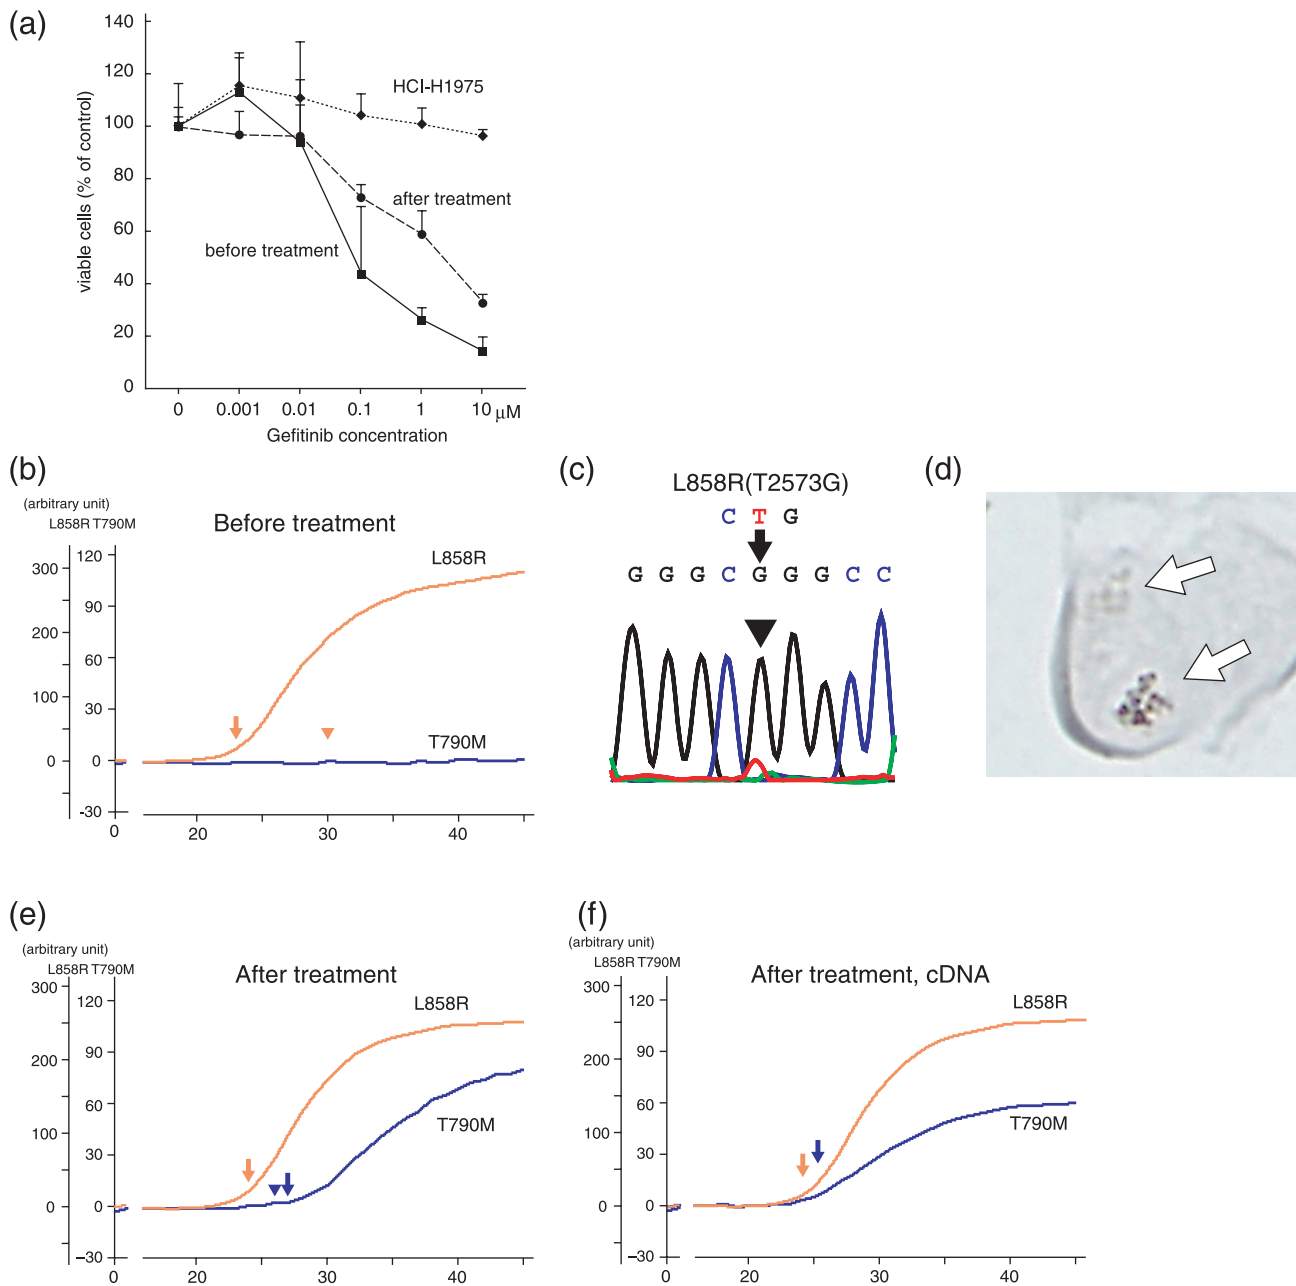 (a)
140
120
100
80
60
40
20
0
viable cells (% of control)
HCI-H1975
after treatment
before treatment
0 0.001 0.01 0.1 1 10 μM
Gefitinib concentration
(b)
(arbitrary unit)
L858R T790M
Before treatment
300
200
100
0
120
90
60
30
0
-30
L858R
T790M
0 20 30 40
(c)
L858R(T2573G)
C T G
G G G C G G G C C
(d)
(e)
(arbitrary unit)
L858R T790M
After treatment
300
200
100
0
120
90
60
30
0
–30
L858R
T790M
0 20 30 40
(f)
(arbitrary unit)
L858R T790M
After treatment, cDNA
300
200
100
0
120
90
60
30
0
–30
L858R
T790M
0 20 30 40